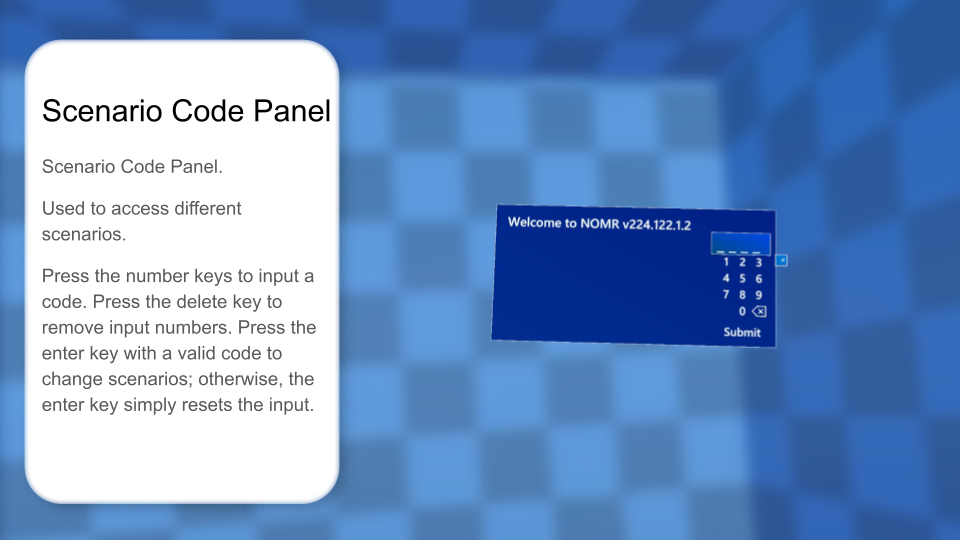 Scenario Code Panel
Scenario Code Panel.
Used to access different
scenarios.
Press the number keys to input a
code. Press the delete key to
remove input numbers. Press the
enter key with a valid code to
change scenarios; otherwise, the
enter key simply resets the input.
Welcome to NOMR v224.122.1.2
_ _ _ _
1 2 3
4 5 6
7 8 9
0
Submit